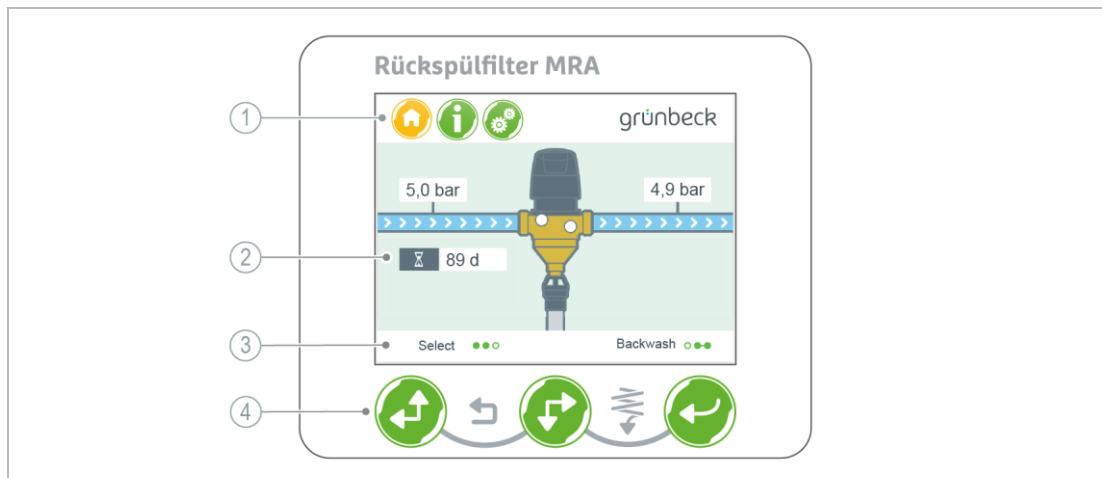 Rückspülfilter MRA
1
grünbeck
5,0 bar
4,9 bar
2
89 d
3
Select
Backwash
4